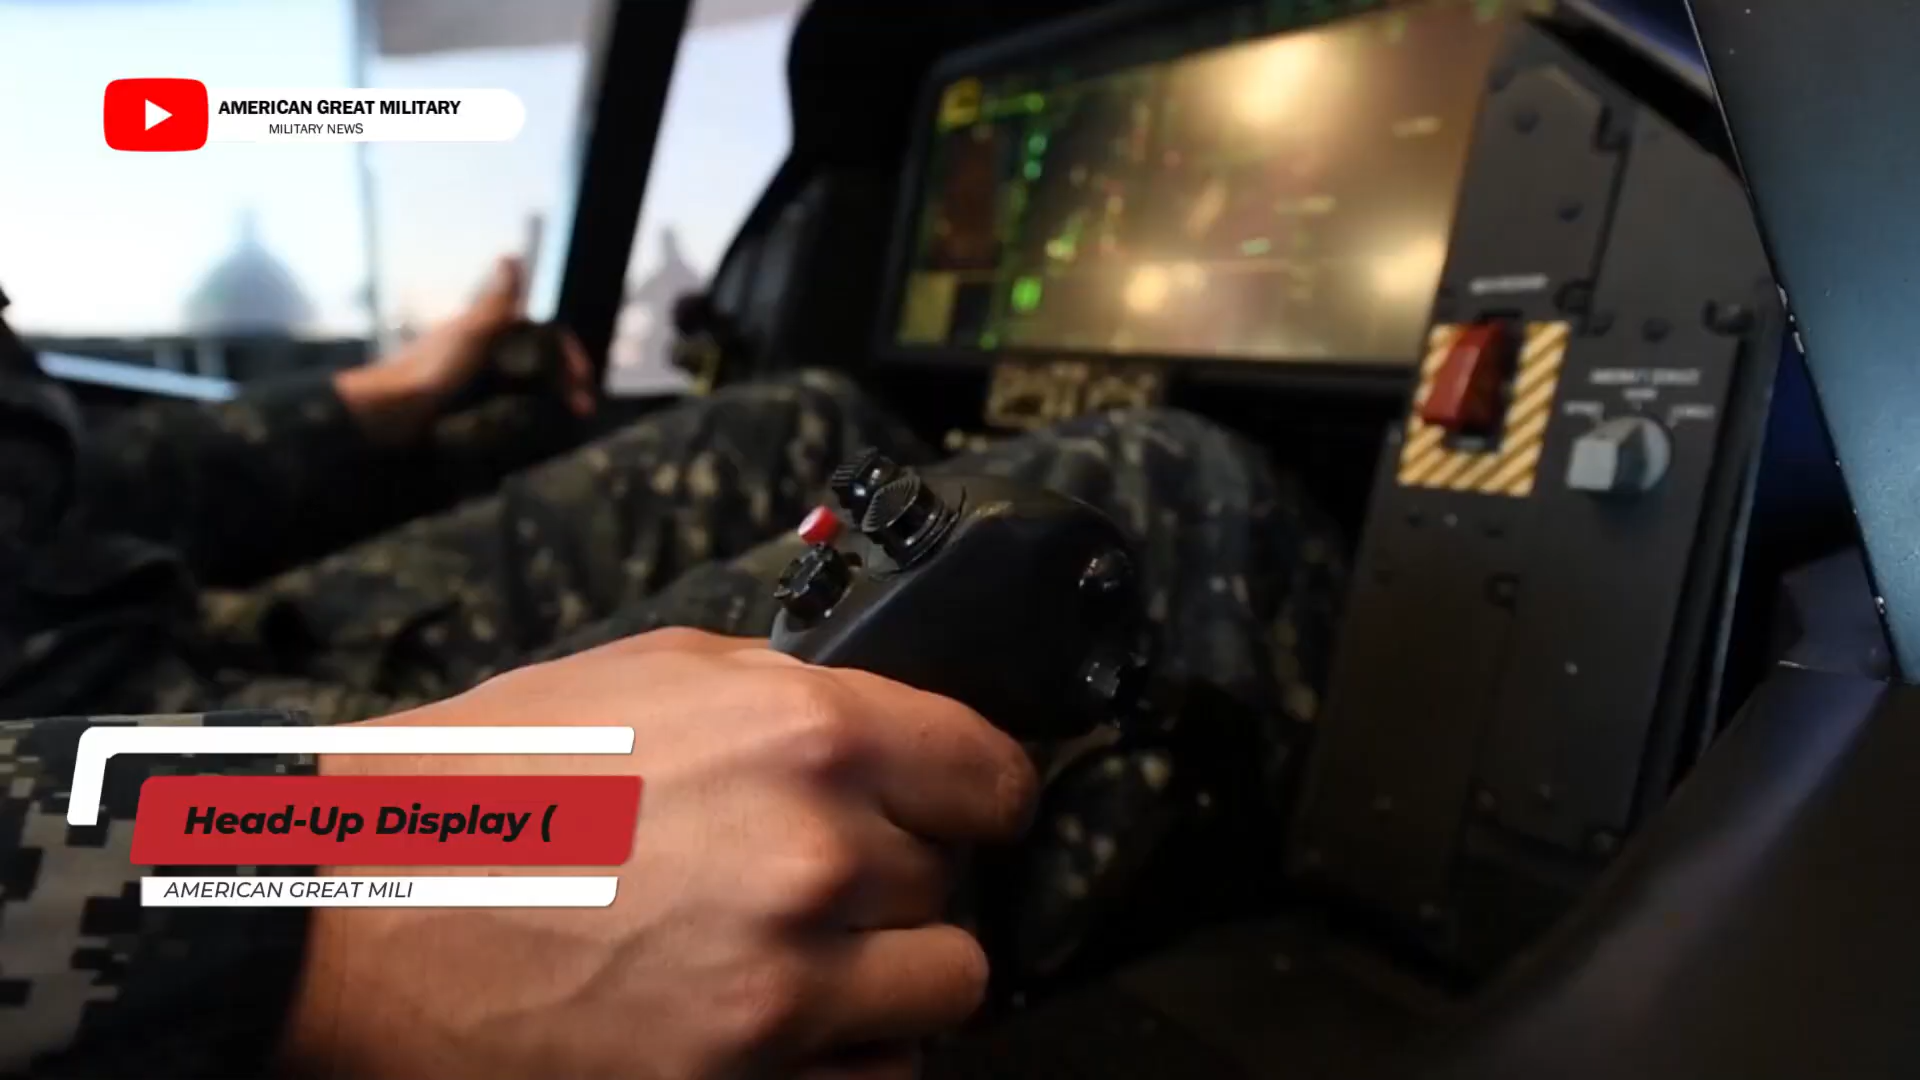 AMERICAN GREAT MILITARY
MILITARY NEWS
Head-Up Display (
AMERICAN GREAT MILI